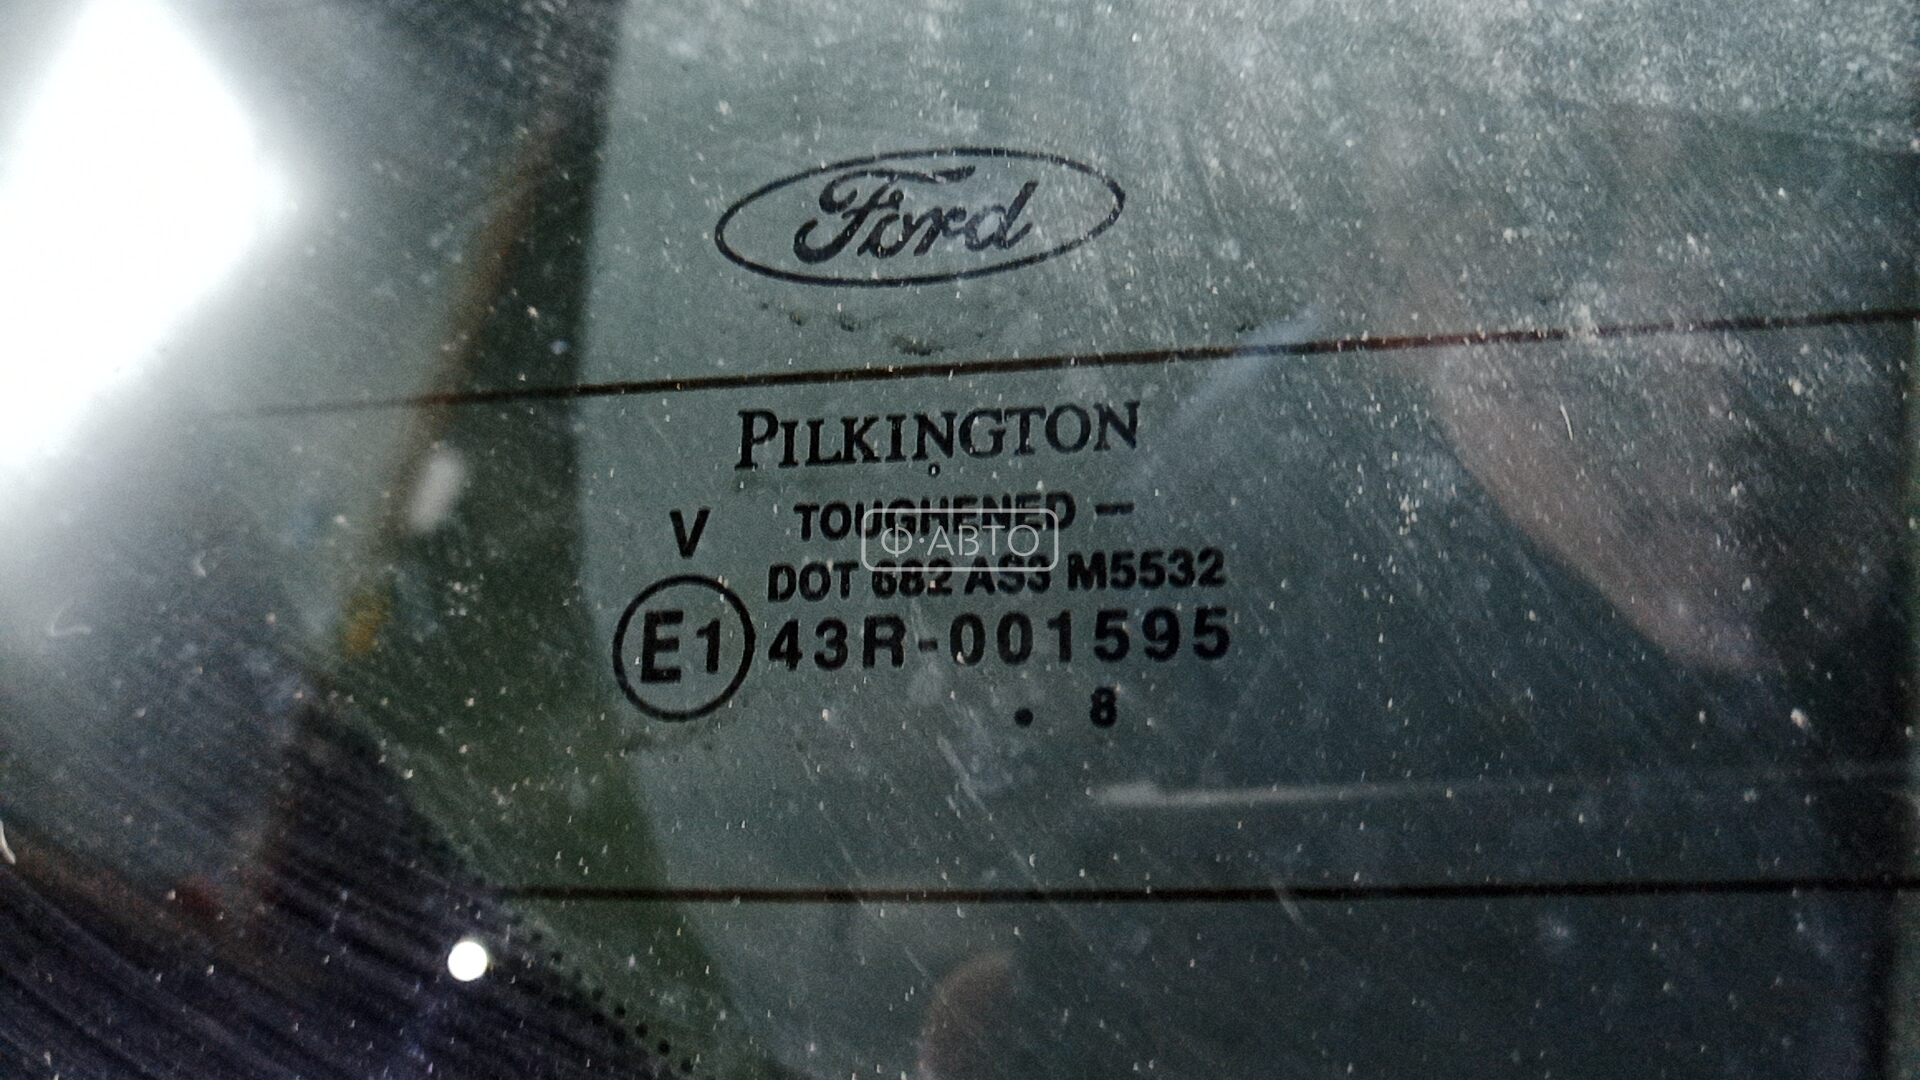 Ford
PILKINGTON
V TOUGHENED —
Ф·АВТО
DOT 682 AS3 M5532
E1 43R-001595
. 8